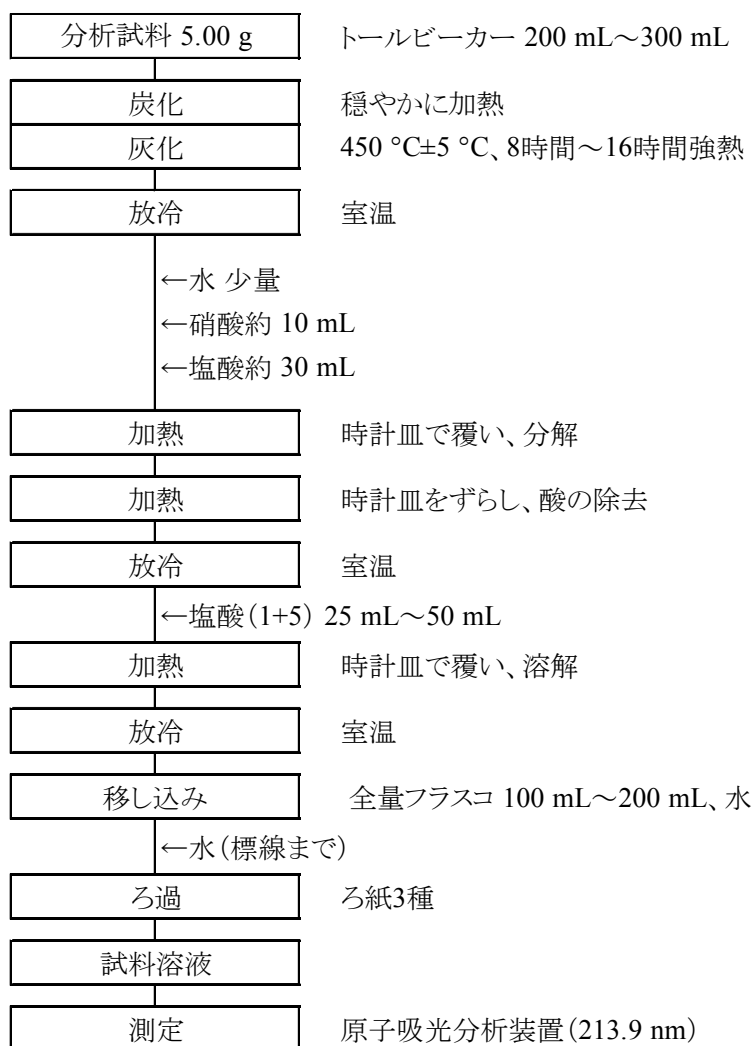 分析試料 5.00 g トールビーカー 200 mL～300 mL
炭化 穏やかに加熱
灰化 450 °C±5 °C、8時間～16時間強熱
放冷 室温
←水 少量
←硝酸約 10 mL
←塩酸約 30 mL
加熱 時計皿で覆い、分解
加熱 時計皿をずらし、酸の除去
放冷 室温
←塩酸（1+5） 25 mL～50 mL
加熱 時計皿で覆い、溶解
放冷 室温
移し込み 全量フラスコ 100 mL～200 mL、水
←水（標線まで）
ろ過 ろ紙3種
試料溶液
測定 原子吸光分析装置（213.9 nm）